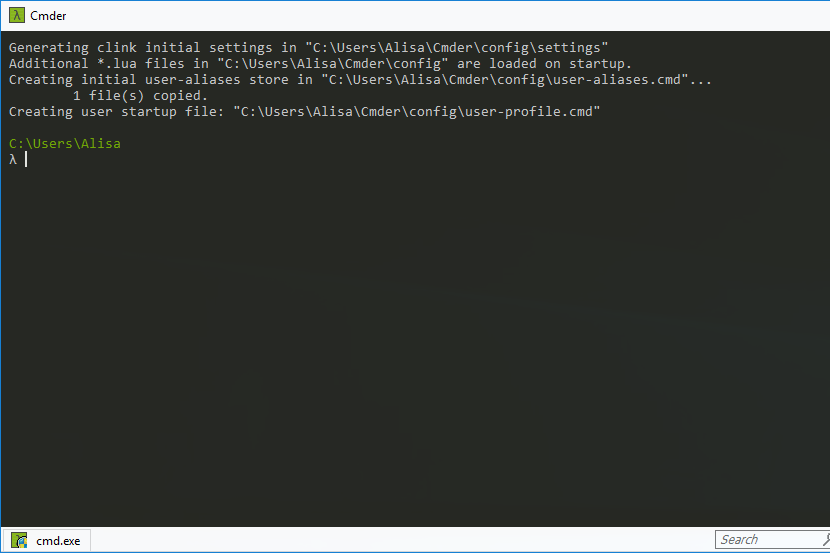 λ Cmder
Generating clink initial settings in "C:\Users\Alisa\Cmder\config\settings"
Additional *.lua files in "C:\Users\Alisa\Cmder\config" are loaded on startup.
Creating initial user-aliases store in "C:\Users\Alisa\Cmder\config\user-aliases.cmd"...
        1 file(s) copied.
Creating user startup file: "C:\Users\Alisa\Cmder\config\user-profile.cmd"
C:\Users\Alisa
λ
cmd.exe
Search